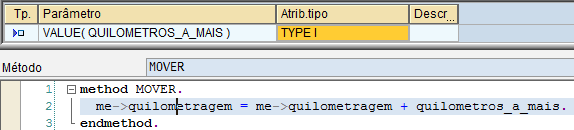 Tp. Parâmetro Atrib.tipo Descr...
VALUE( QUILOMETROS_A_MAIS ) TYPE I
Método MOVER
1 method MOVER.
2 me->quilometragem = me->quilometragem + quilometros_a_mais.
3 endmethod.